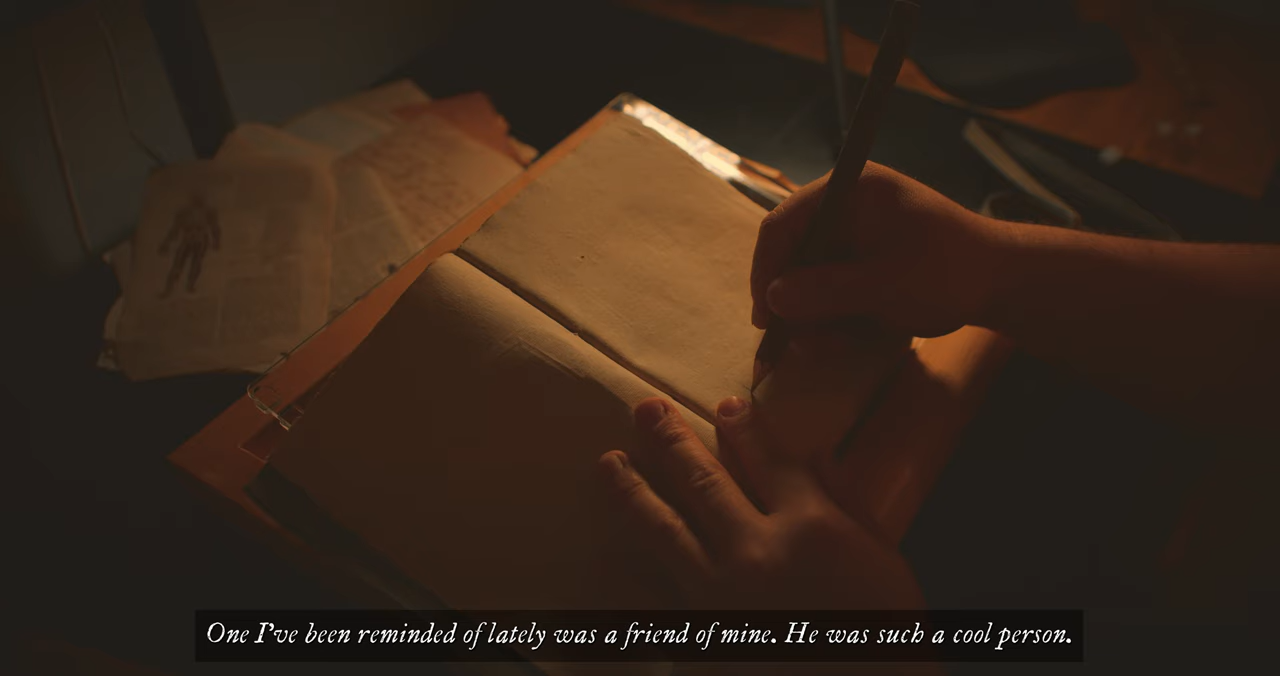 One I've been reminded of lately was a friend of mine. He was such a cool person.